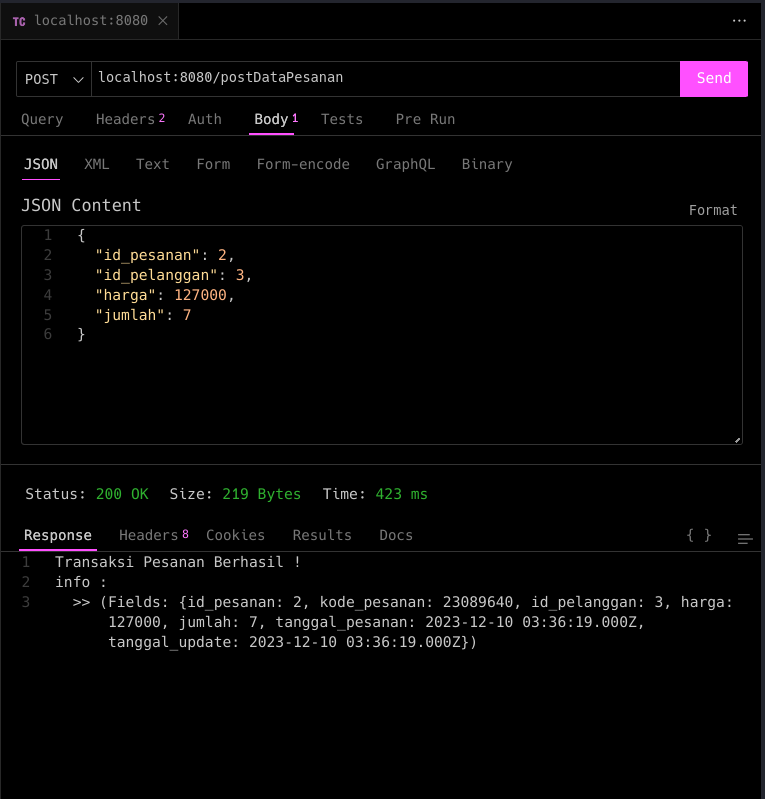 TC localhost:8080
POST localhost:8080/postDataPesanan Send
Query Headers 2 Auth Body 1 Tests Pre Run
JSON XML Text Form Form-encode GraphQL Binary
JSON Content Format
1 {
2 "id_pesanan": 2,
3 "id_pelanggan": 3,
4 "harga": 127000,
5 "jumlah": 7
6 }
Status: 200 OK Size: 219 Bytes Time: 423 ms
Response Headers 8 Cookies Results Docs { }
1 Transaksi Pesanan Berhasil !
2 info :
3 >> (Fields: {id_pesanan: 2, kode_pesanan: 23089640, id_pelanggan: 3, harga:
127000, jumlah: 7, tanggal_pesanan: 2023-12-10 03:36:19.000Z,
tanggal_update: 2023-12-10 03:36:19.000Z})